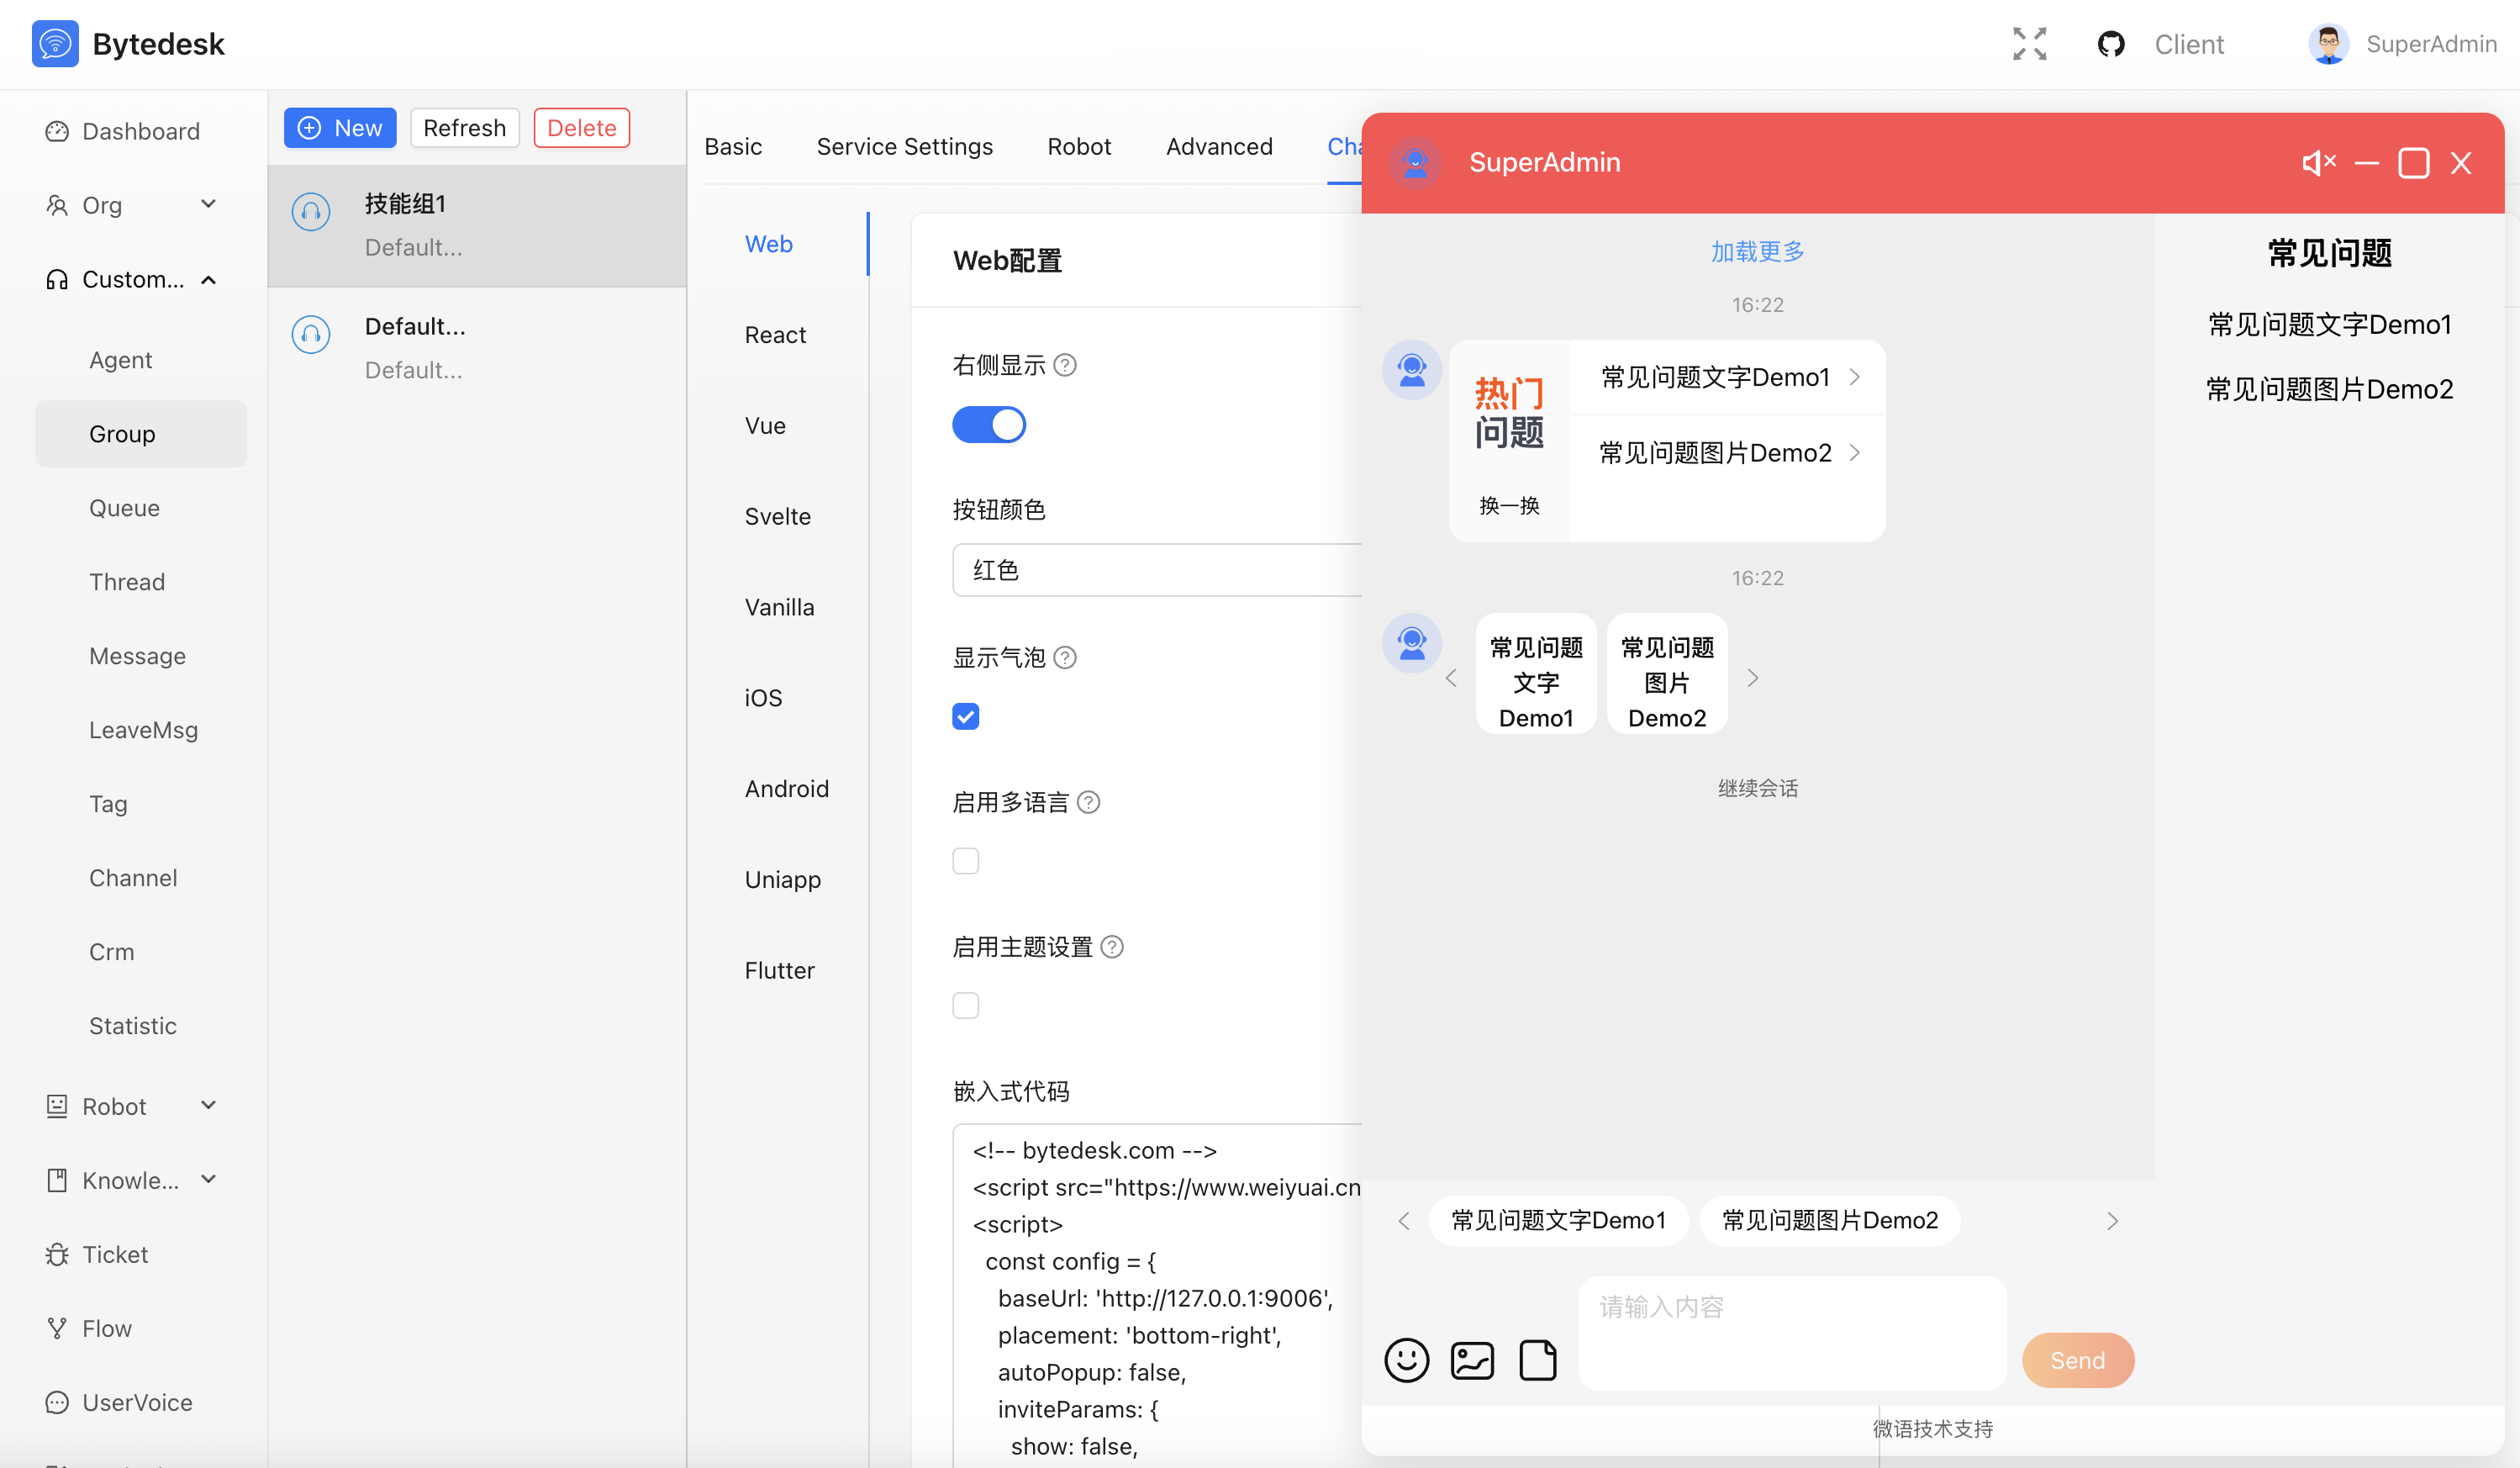 Bytedesk
Client
SuperAdmin
Dashboard
Org
Custom...
Agent
Group
Queue
Thread
Message
LeaveMsg
Tag
Channel
Crm
Statistic
Robot
Knowle...
Ticket
Flow
UserVoice
New
Refresh
Delete
技能组1
Default...
Default...
Default...
Basic
Service Settings
Robot
Advanced
Web
React
Vue
Svelte
Vanilla
iOS
Android
Uniapp
Flutter
Web配置
右侧显示
按钮颜色
红色
显示气泡
启用多语言
启用主题设置
嵌入式代码
<!-- bytedesk.com -->
<script src="https://www.weiyuai.cn
<script>
const config = {
baseUrl: 'http://127.0.0.1:9006',
placement: 'bottom-right',
autoPopup: false,
inviteParams: {
show: false,
SuperAdmin
X
加载更多
16:22
热门
问题
换一换
常见问题文字Demo1
常见问题图片Demo2
16:22
常见问题
文字
Demo1
常见问题
图片
Demo2
继续会话
常见问题文字Demo1
常见问题图片Demo2
请输入内容
Send
微语技术支持
常见问题
常见问题文字Demo1
常见问题图片Demo2